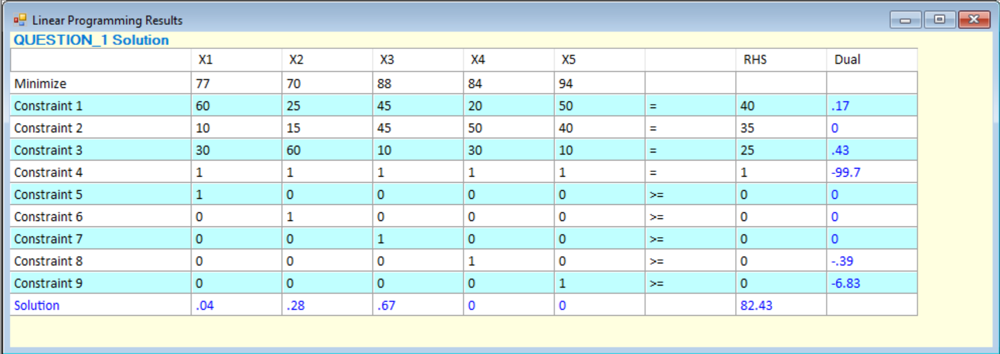 Linear Programming Results
QUESTION_1 Solution
X1 X2 X3 X4 X5 RHS Dual
Minimize 77 70 88 84 94
Constraint 1 60 25 45 20 50 = 40 .17
Constraint 2 10 15 45 50 40 = 35 0
Constraint 3 30 60 10 30 10 = 25 .43
Constraint 4 1 1 1 1 1 = 1 -99.7
Constraint 5 1 0 0 0 0 >= 0 0
Constraint 6 0 1 0 0 0 >= 0 0
Constraint 7 0 0 1 0 0 >= 0 0
Constraint 8 0 0 0 1 0 >= 0 -.39
Constraint 9 0 0 0 0 1 >= 0 -6.83
Solution .04 .28 .67 0 0 82.43